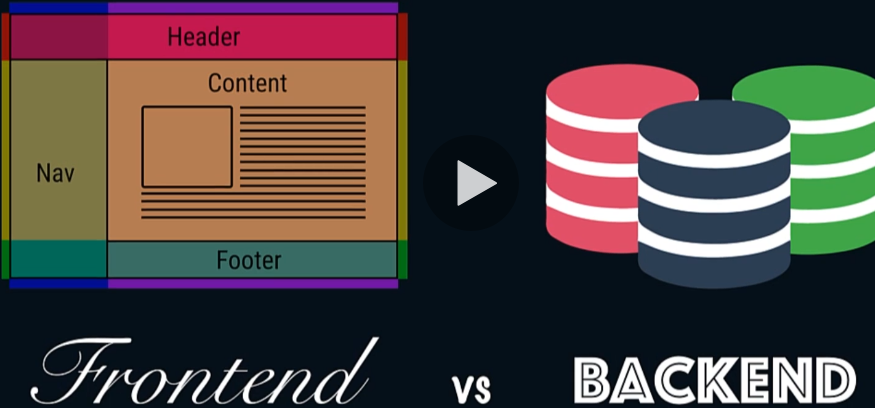 Header
Content
Nav
Footer
Frontend vs BACKEND